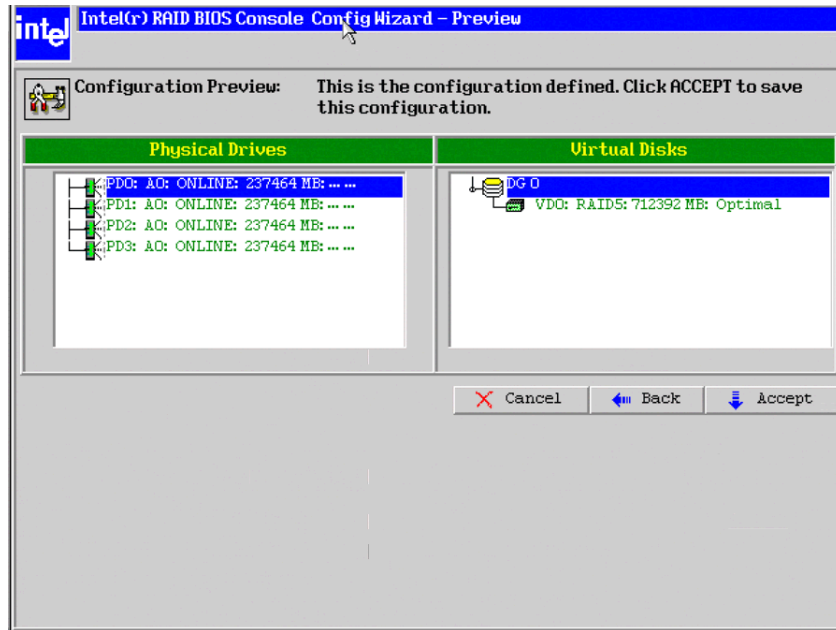 intel
Intel(r) RAID BIOS Console Config Wizard – Preview
Configuration Preview: This is the configuration defined. Click ACCEPT to save
this configuration.
Physical Drives
PD0: A0: ONLINE: 237464 MB: ... ...
PD1: A0: ONLINE: 237464 MB: ... ...
PD2: A0: ONLINE: 237464 MB: ... ...
PD3: A0: ONLINE: 237464 MB: ... ...
Virtual Disks
DG 0
VD0: RAID5: 712392 MB: Optimal
Cancel
Back
Accept